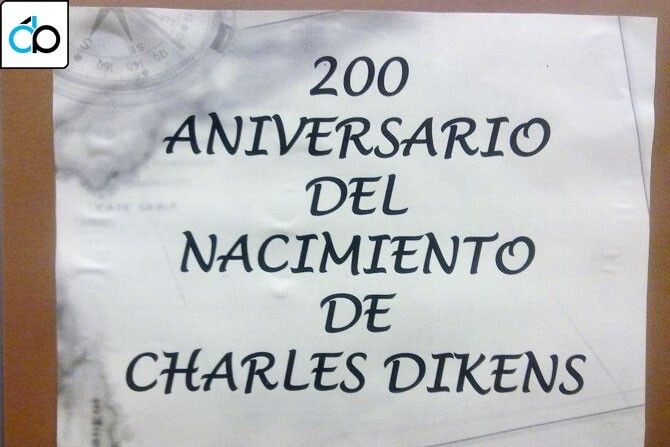 200
ANIVERSARIO
DEL
NACIMIENTO
DE
CHARLES DIKENS